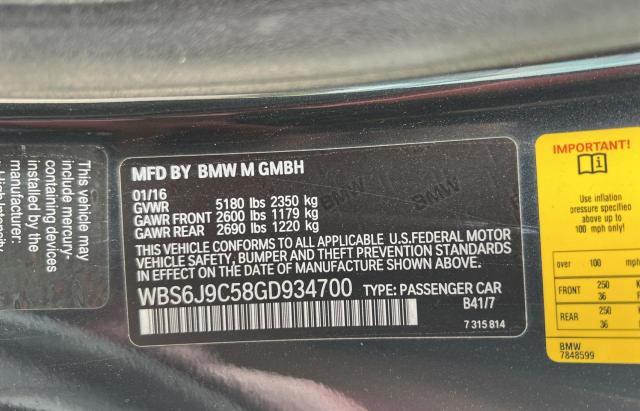 This vehicle may
include mercury-
containing devices
installed by the
manufacturer:
MFD BY BMW M GMBH
01/16
GVWR 5180 lbs 2350 kg
GAWR FRONT 2600 lbs 1179 kg
GAWR REAR 2690 lbs 1220 kg
THIS VEHICLE CONFORMS TO ALL APPLICABLE U.S.FEDERAL MOTOR
VEHICLE SAFETY, BUMPER AND THEFT PREVENTION STANDARDS
IN EFFECT ON THE DATE OF MANUFACTURE SHOWN ABOVE.
WBS6J9C58GD934700 TYPE: PASSENGER CAR
B41/7
7 315 814
IMPORTANT!
Use inflation
pressure specified
above up to
100 mph only!
over 100 mph
FRONT 250
36
REAR 250
36
BMW
7848599